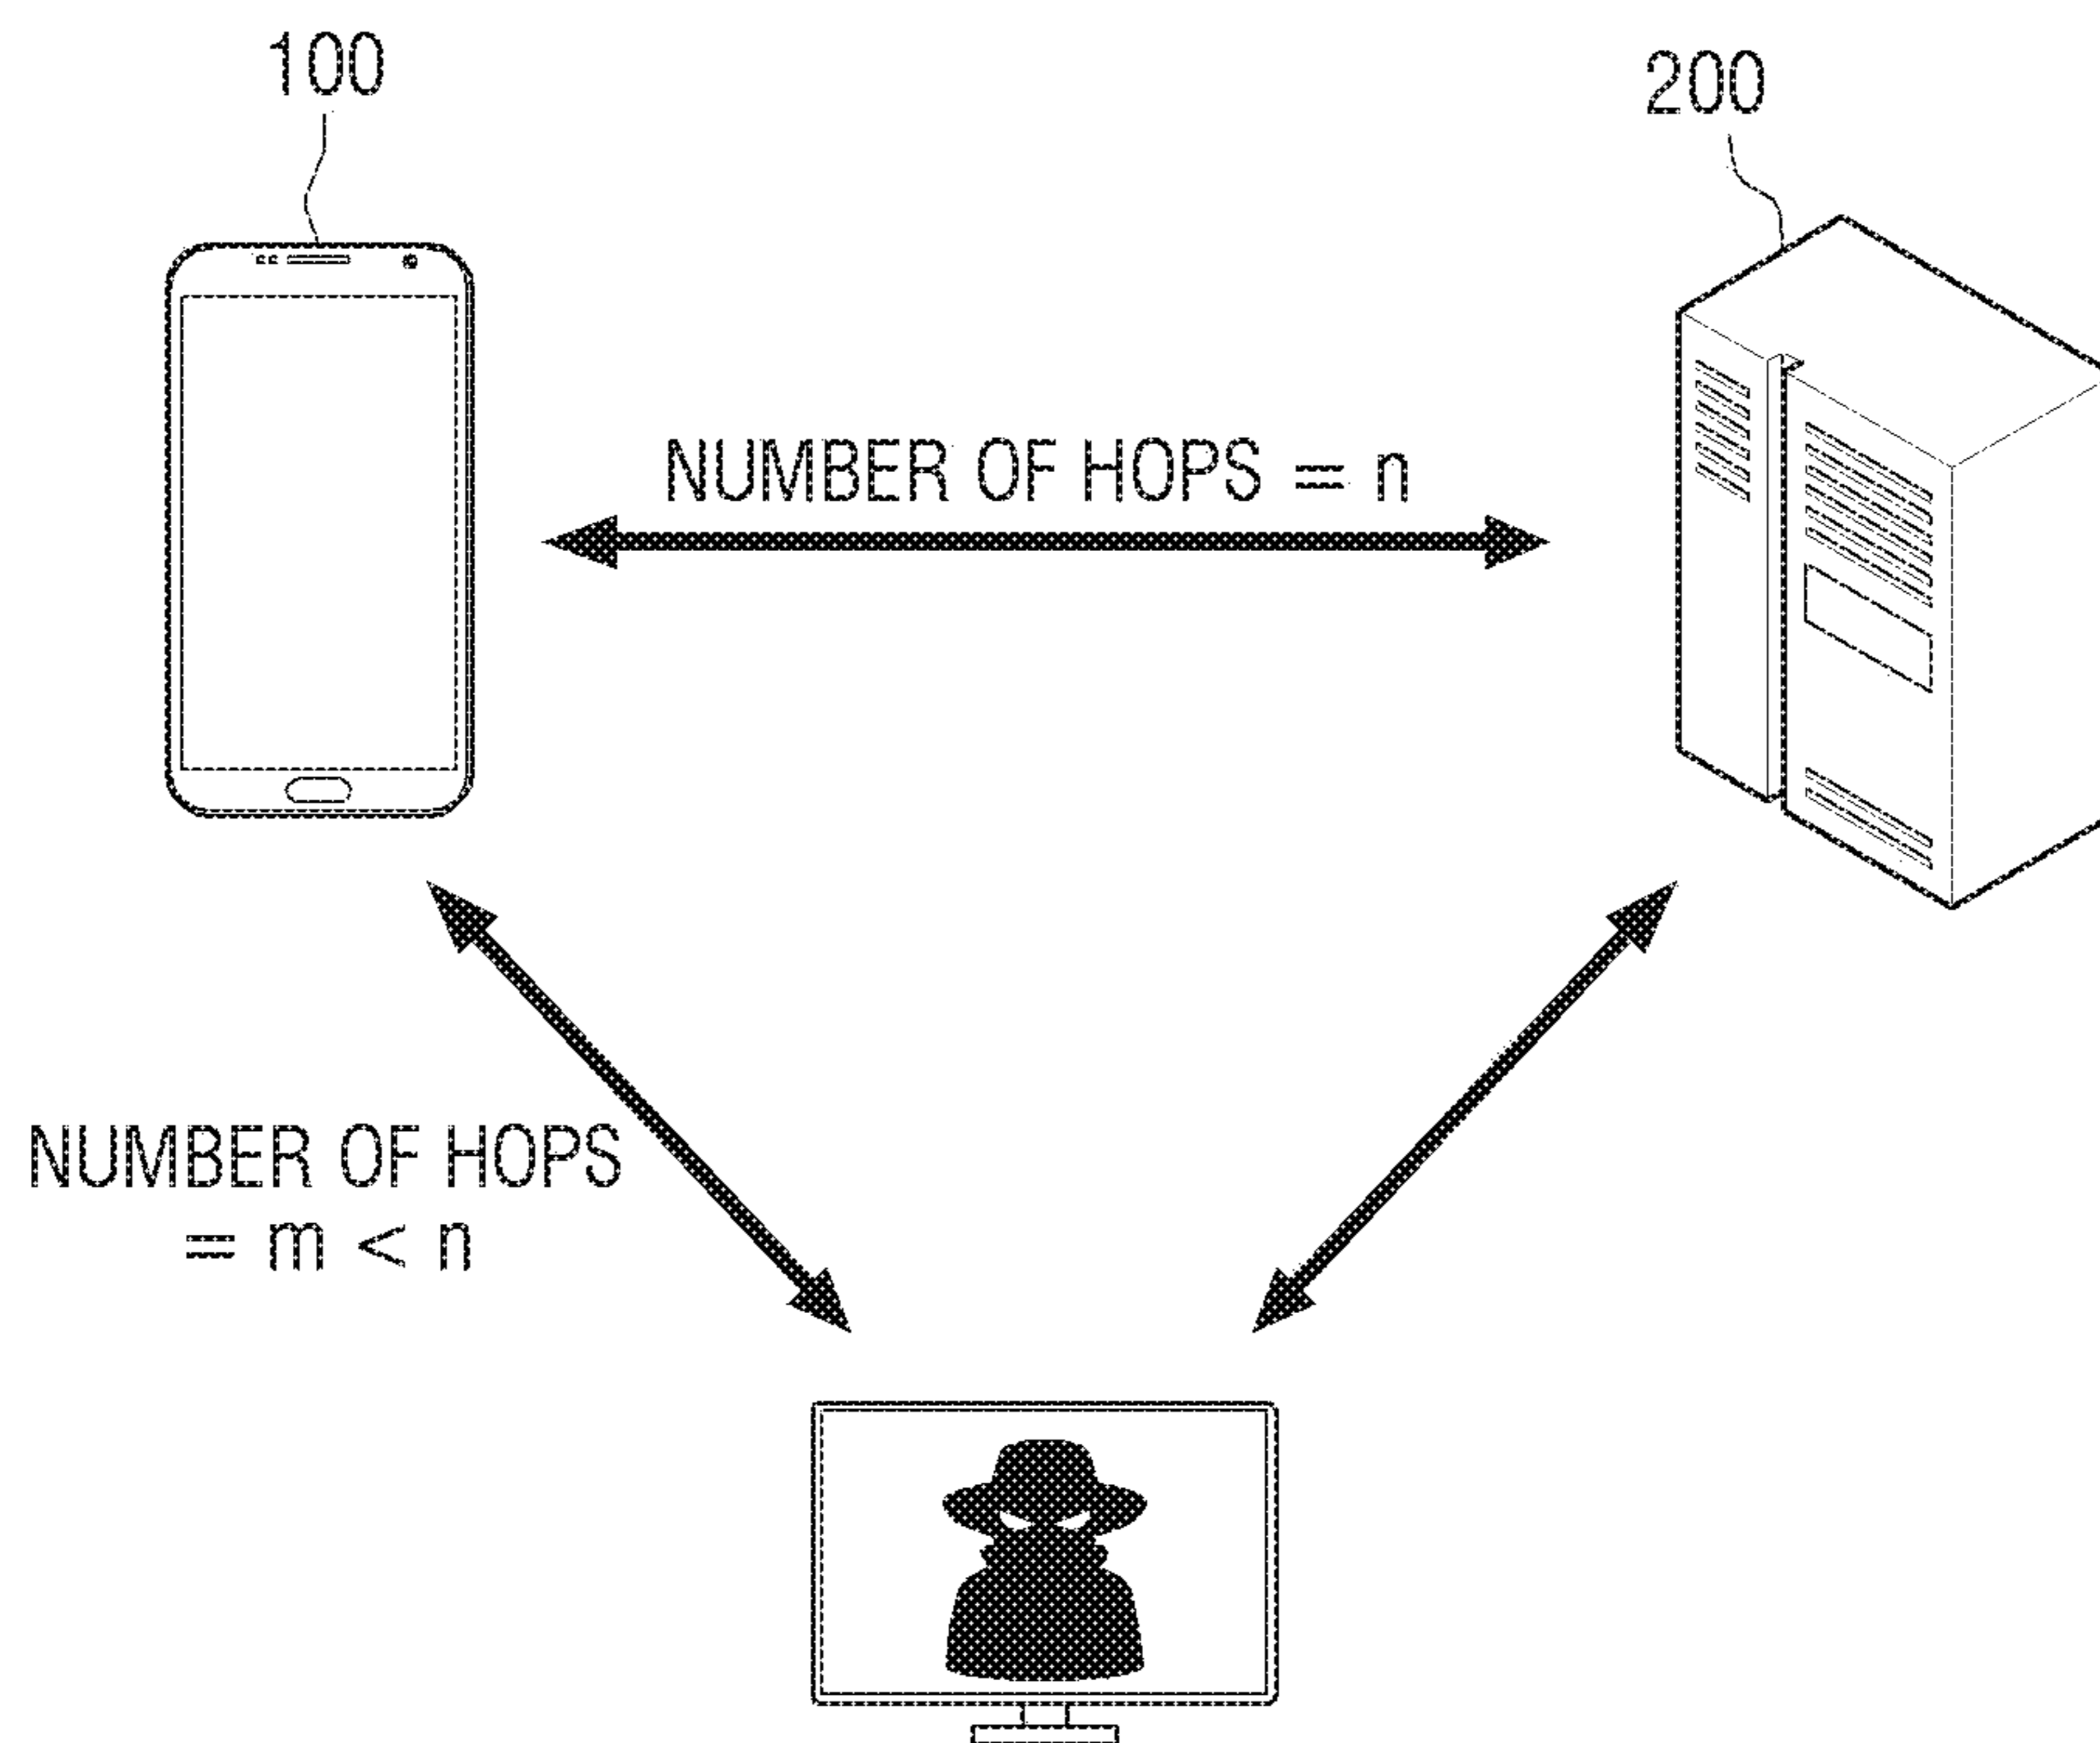 100
200
NUMBER OF HOPS = n
NUMBER OF HOPS
= m < n